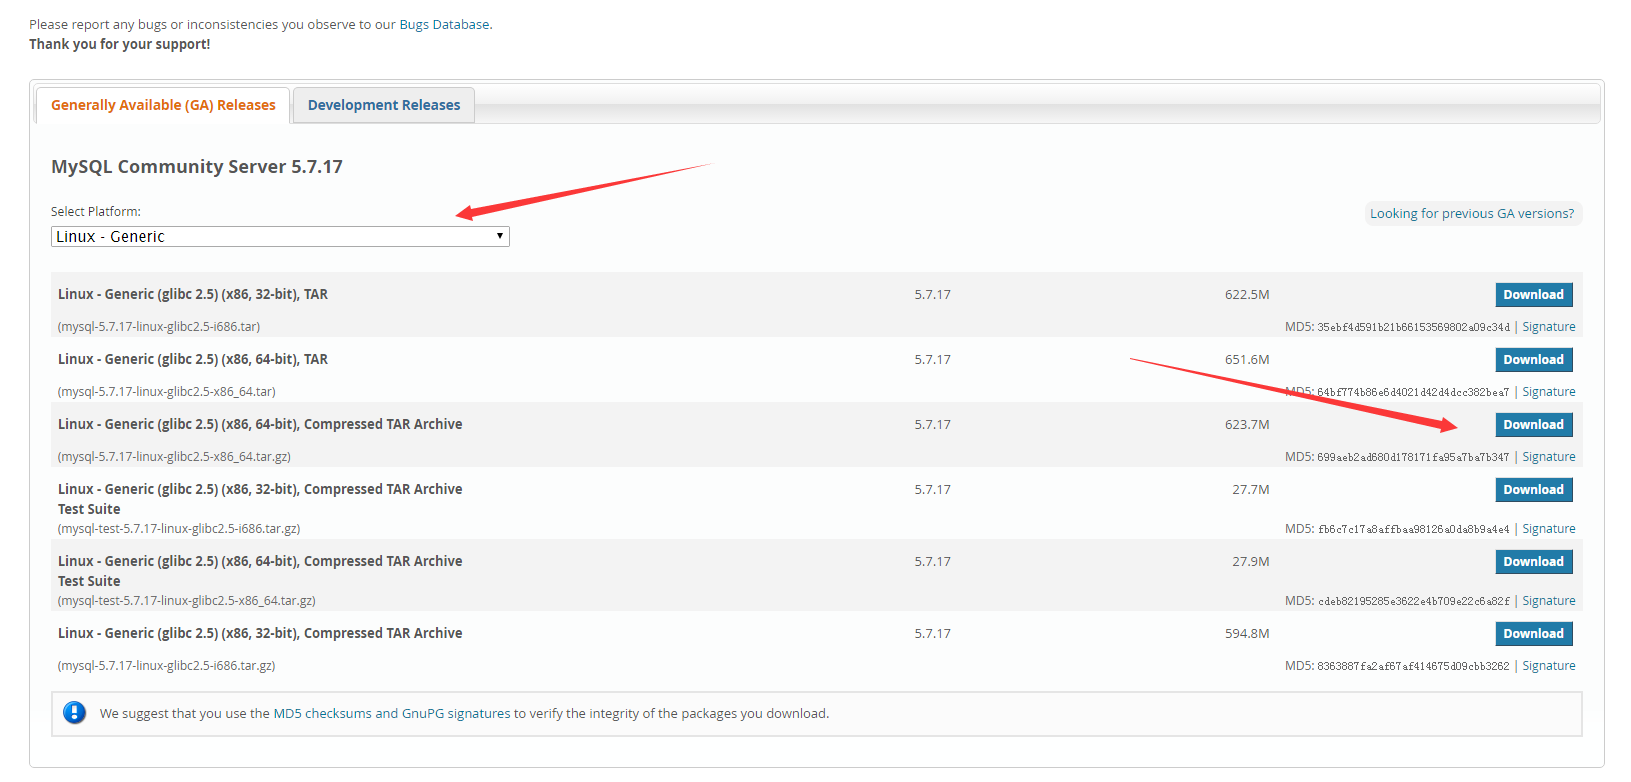 Please report any bugs or inconsistencies you observe to our Bugs Database.
Thank you for your support!
Generally Available (GA) Releases
Development Releases
MySQL Community Server 5.7.17
Select Platform:
Looking for previous GA versions?
Linux - Generic
Linux - Generic (glibc 2.5) (x86, 32-bit), TAR 5.7.17 622.5M Download
(mysql-5.7.17-linux-glibc2.5-i686.tar) MD5: 35ebf4d591b21b66153569802a09c34d | Signature
Linux - Generic (glibc 2.5) (x86, 64-bit), TAR 5.7.17 651.6M Download
(mysql-5.7.17-linux-glibc2.5-x86_64.tar) MD5: 64bf774b86e6d4021d42d4dcc382bea7 | Signature
Linux - Generic (glibc 2.5) (x86, 64-bit), Compressed TAR Archive 5.7.17 623.7M Download
(mysql-5.7.17-linux-glibc2.5-x86_64.tar.gz) MD5: 699aeb2ad680d178171fa95a7ba7b347 | Signature
Linux - Generic (glibc 2.5) (x86, 32-bit), Compressed TAR Archive 5.7.17 27.7M Download
Test Suite
(mysql-test-5.7.17-linux-glibc2.5-i686.tar.gz) MD5: fb6c7c17a8affbaa98126a0da8b9a4e4 | Signature
Linux - Generic (glibc 2.5) (x86, 64-bit), Compressed TAR Archive 5.7.17 27.9M Download
Test Suite
(mysql-test-5.7.17-linux-glibc2.5-x86_64.tar.gz) MD5: cdeb82195285e3622e4b709e22c6a82f | Signature
Linux - Generic (glibc 2.5) (x86, 32-bit), Compressed TAR Archive 5.7.17 594.8M Download
(mysql-5.7.17-linux-glibc2.5-i686.tar.gz) MD5: 8363887fa2af67af414675d09cbb3262 | Signature
We suggest that you use the MD5 checksums and GnuPG signatures to verify the integrity of the packages you download.